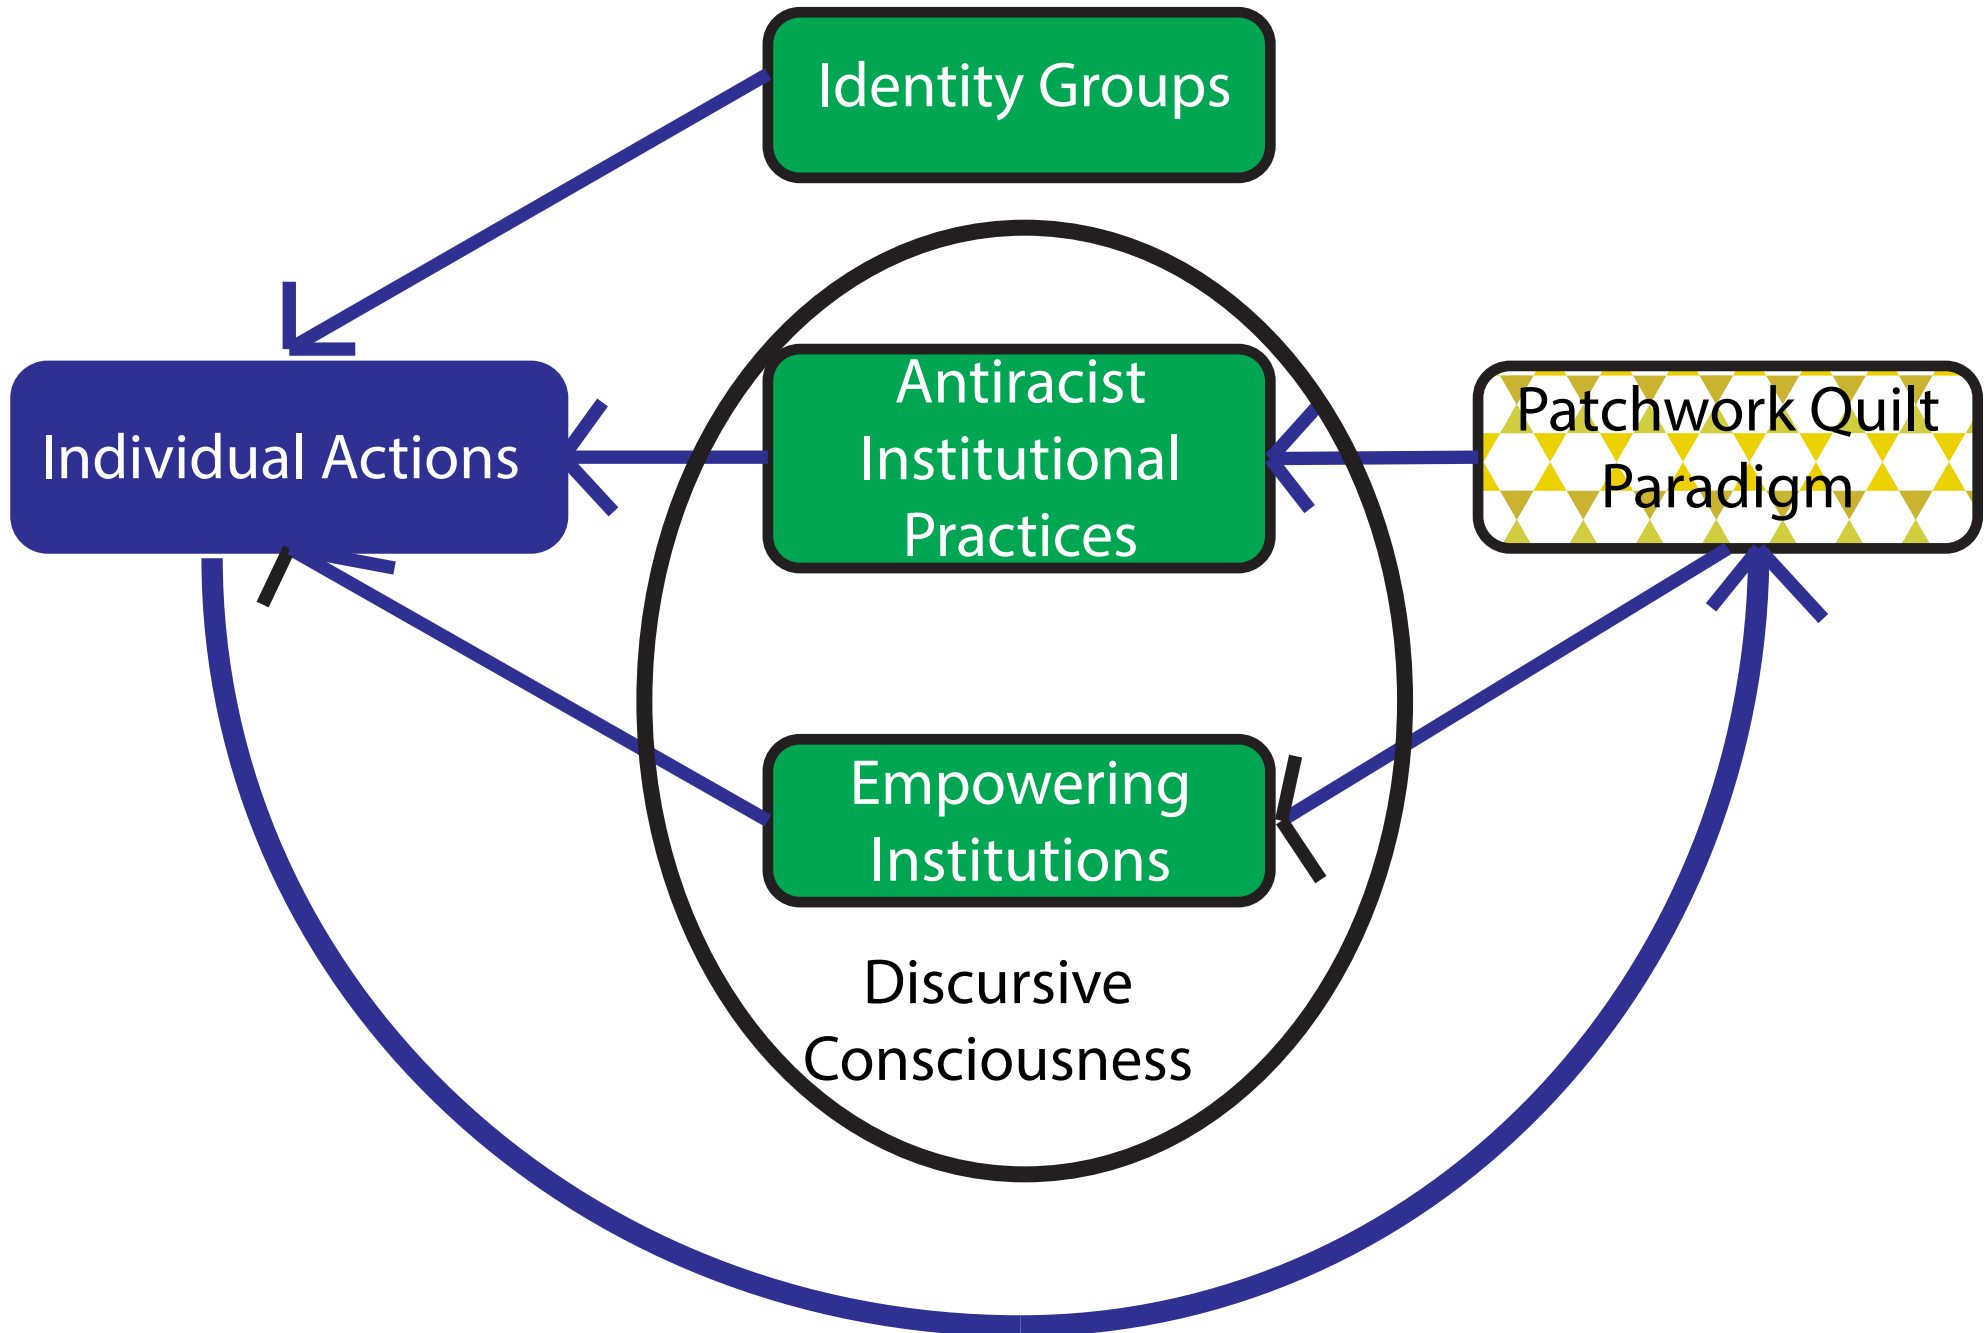 Identity Groups
Individual Actions
Antiracist
Institutional
Practices
Patchwork Quilt
Paradigm
Empowering
Institutions
Discursive
Consciousness